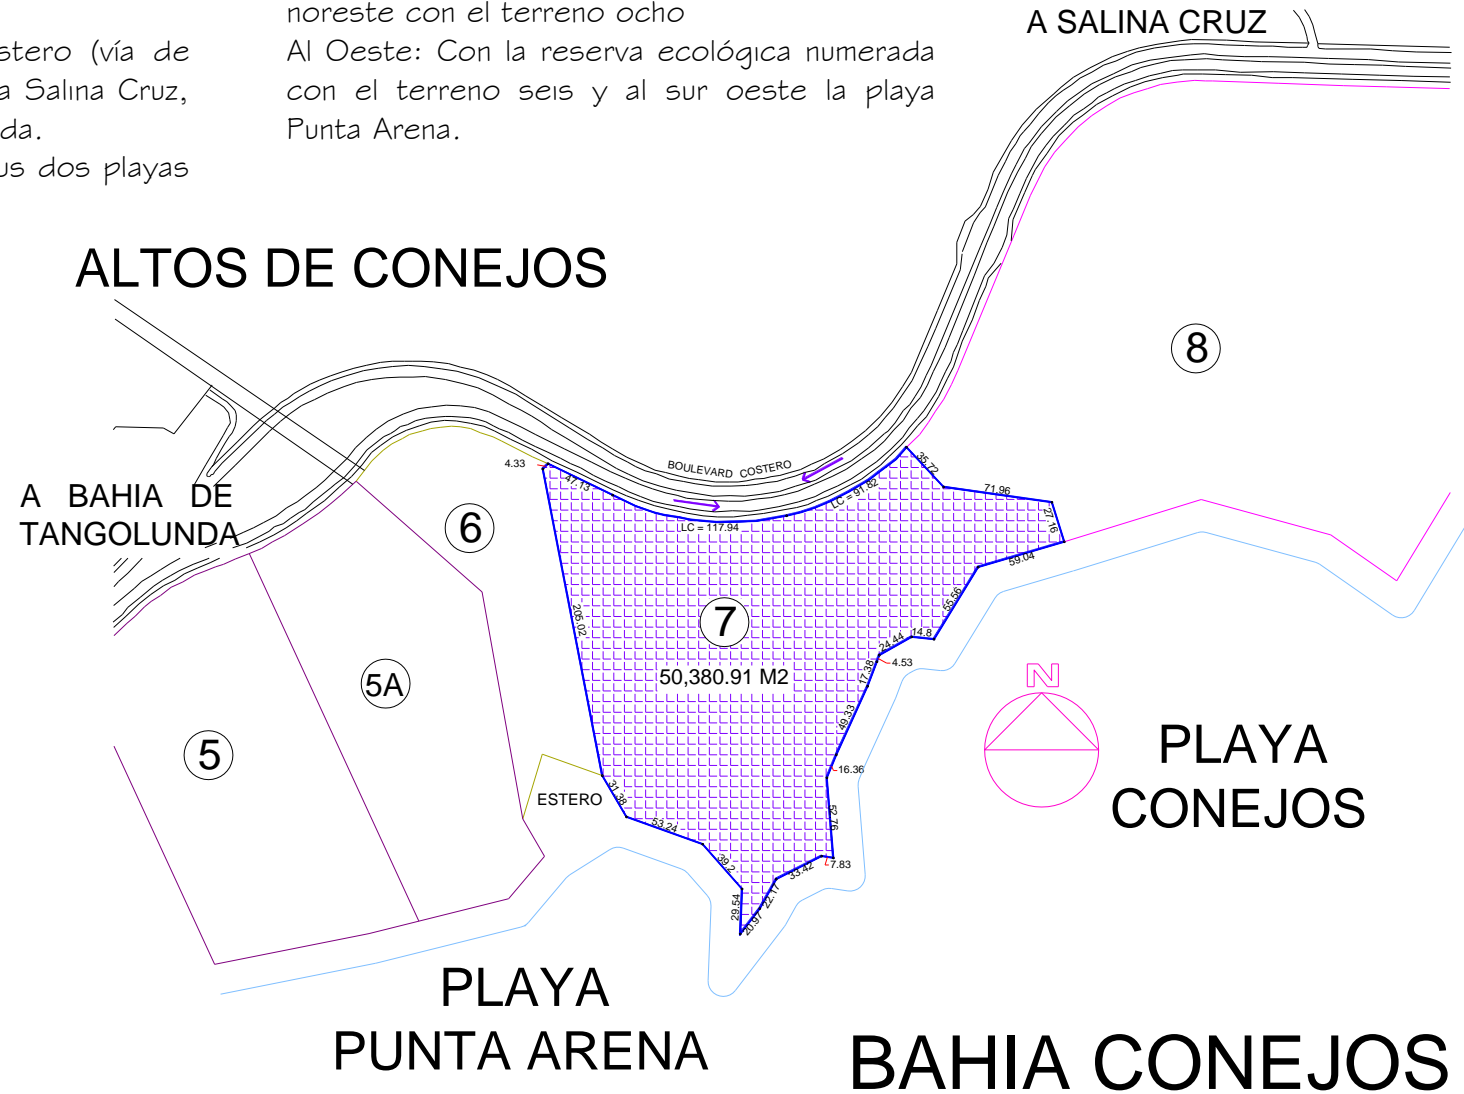 stero (vía de
a Salina Cruz,
da.
us dos playas
noreste con el terreno ocho
Al Oeste: Con la reserva ecológica numerada
con el terreno seis y al sur oeste la playa
Punta Arena.
A SALINA CRUZ
ALTOS DE CONEJOS
8
BOULEVARD COSTERO
4.33
47.13
LC = 117.94
LC = 91.82
35.72
71.96
27.16
59.04
A BAHIA DE
TANGOLUNDA
6
205.02
7
50,380.91 M2
55.56
14.8
24.44
4.53
17.38
49.33
16.36
52.76
7.83
33.42
22.17
20.97
29.54
39.2
53.24
31.38
5A
5
ESTERO
N
PLAYA
CONEJOS
PLAYA
PUNTA ARENA
BAHIA CONEJOS